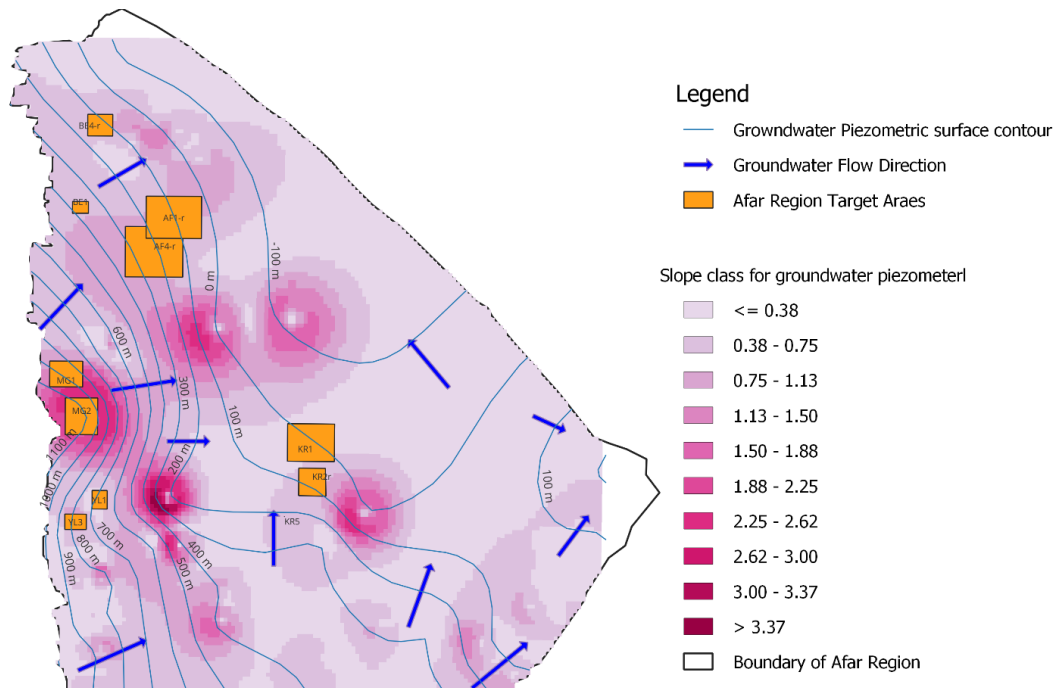 BE4-r
BE1
AF1-r
AF4-r
-100 m
0 m
600 m
300 m
100 m
MG1
MG2
1100 m
200 m
KR1
KR2r
1000 m
YL1
YL3
700 m
800 m
900 m
400 m
500 m
KR5
100 m
Legend
Growndwater Piezometric surface contour
Groundwater Flow Direction
Afar Region Target Araes
Slope class for groundwater piezometerl
<= 0.38
0.38 - 0.75
0.75 - 1.13
1.13 - 1.50
1.50 - 1.88
1.88 - 2.25
2.25 - 2.62
2.62 - 3.00
3.00 - 3.37
> 3.37
Boundary of Afar Region